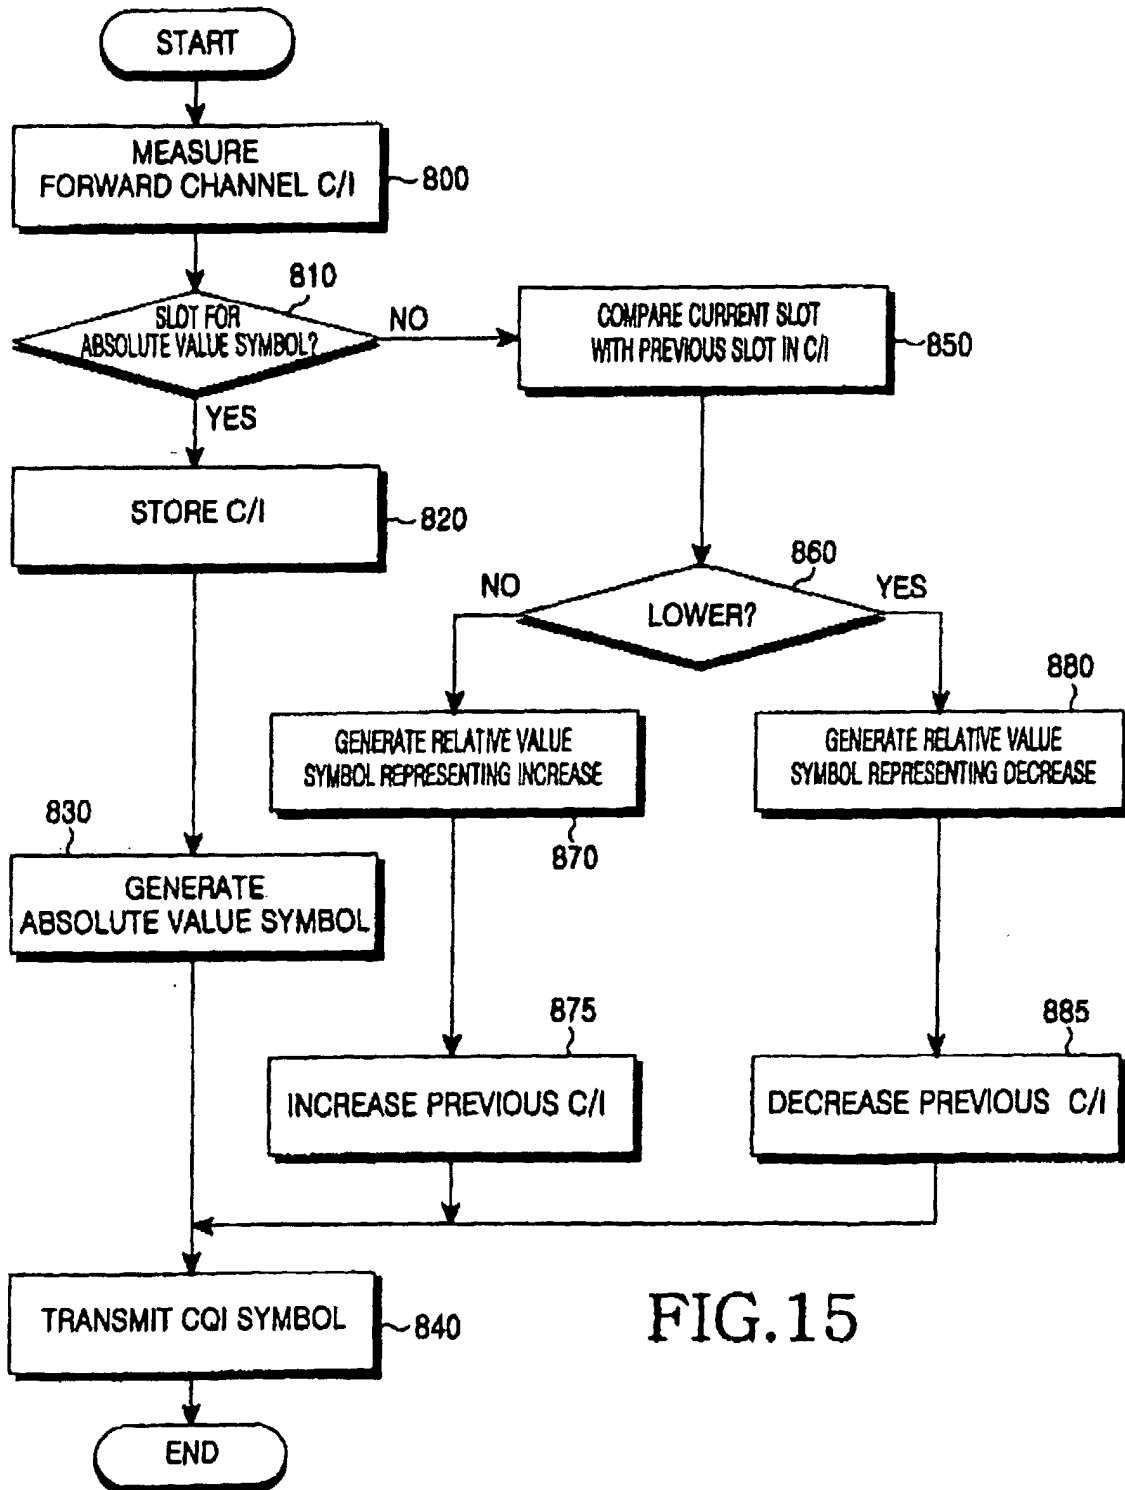 START
MEASURE
FORWARD CHANNEL C/I
800
810
SLOT FOR
ABSOLUTE VALUE SYMBOL?
NO
COMPARE CURRENT SLOT
WITH PREVIOUS SLOT IN C/I
850
YES
STORE C/I
820
860
NO
YES
LOWER?
880
GENERATE RELATIVE VALUE
SYMBOL REPRESENTING INCREASE
870
GENERATE RELATIVE VALUE
SYMBOL REPRESENTING DECREASE
830
GENERATE
ABSOLUTE VALUE SYMBOL
875
INCREASE PREVIOUS C/I
885
DECREASE PREVIOUS C/I
TRANSMIT CQI SYMBOL
840
FIG.15
END